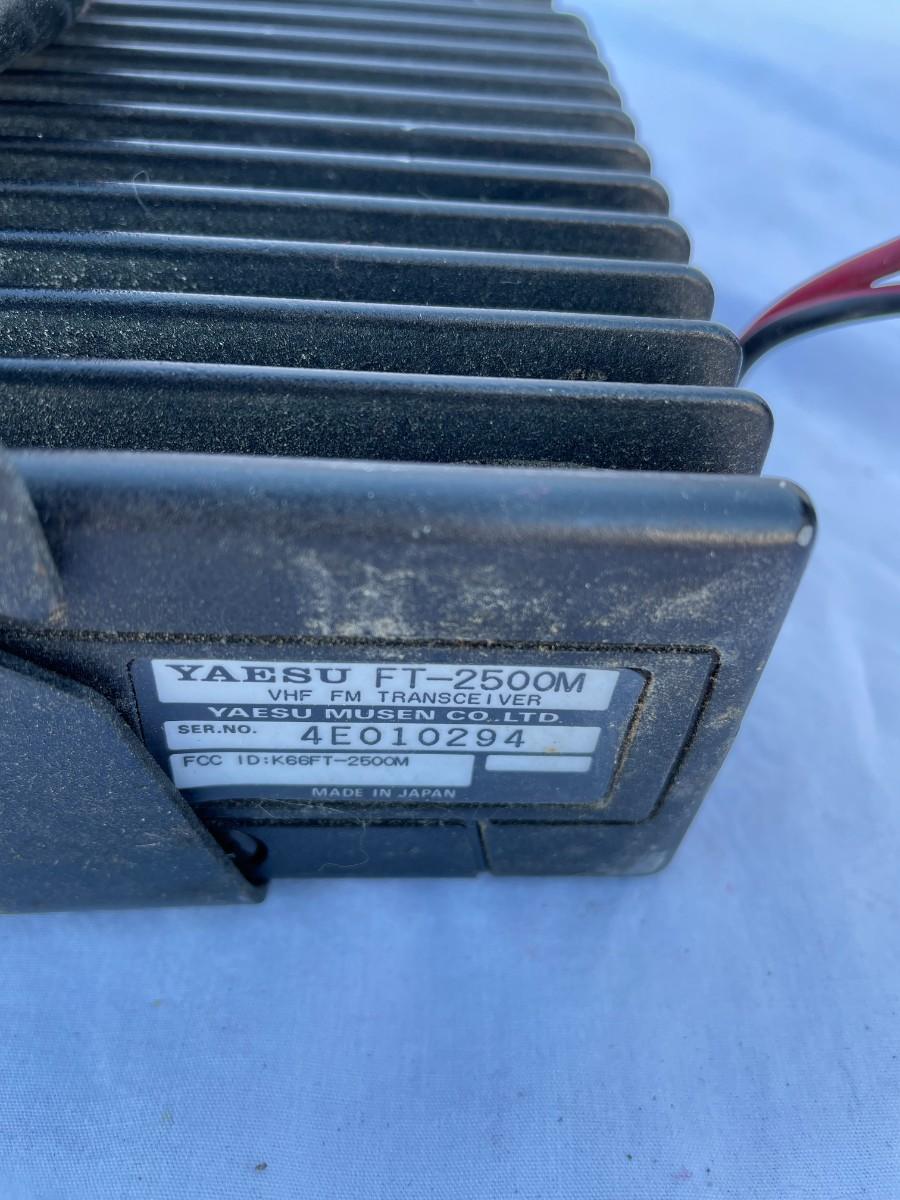 YAESU FT-2500M
VHF FM TRANSCEIVER
YAESU MUSEN CO.,LTD.
SER.NO. 4E010294
FCC ID:K66FT-2500M
MADE IN JAPAN